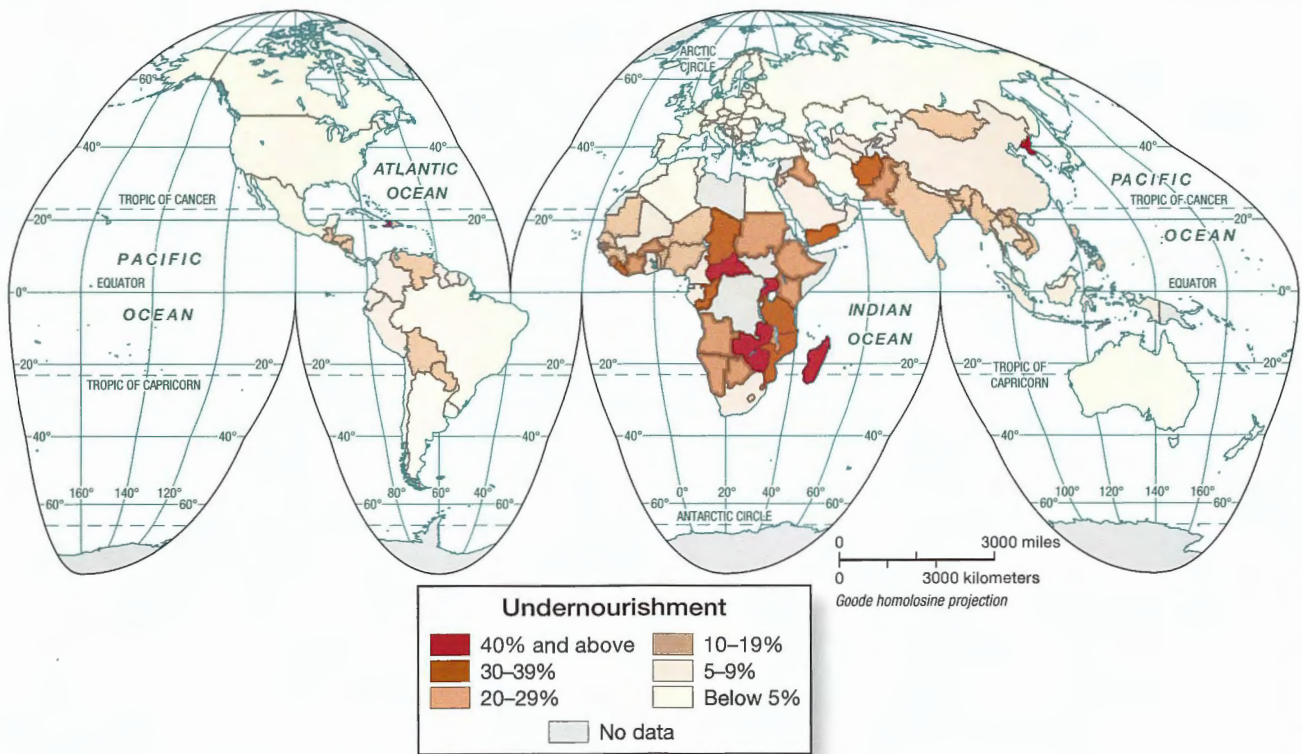 ARCTIC
CIRCLE
60°
60°
60°
40°
40°
40°
40°
ATLANTIC
OCEAN
PACIFIC
TROPIC OF CANCER
TROPIC OF CANCER
20°
20°
20°
20°
OCEAN
PACIFIC
EQUATOR
EQUATOR
0°
0°
0°
0°
OCEAN
INDIAN
OCEAN
20°
20°
20°
20°
TROPIC OF CAPRICORN
TROPIC OF
CAPRICORN
40°
40°
40°
40°
160°
140°
120°
80°
60°
40°
0°
20°
40°
60°
100°
120°
140°
160°
60°
60°
60°
60°
60°
60°
ANTARCTIC CIRCLE
0
3000 miles
0
3000 kilometers
Goode homolosine projection
Undernourishment
40% and above
10–19%
30–39%
5–9%
20–29%
Below 5%
No data